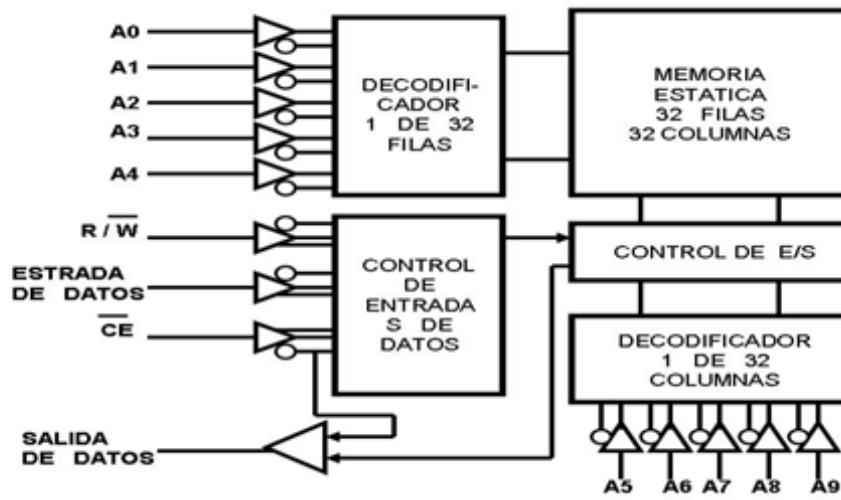 A0
A1
A2
A3
A4
DECODIFI-
CADOR
1 DE 32
FILAS
MEMORIA
ESTATICA
32 FILAS
32 COLUMNAS
R / W
ESTRADA
DE DATOS
CE
CONTROL
DE
ENTRADA
S DE
DATOS
CONTROL DE E/S
DECODIFICADOR
1 DE 32
COLUMNAS
SALIDA
DE DATOS
A5 A6 A7 A8 A9